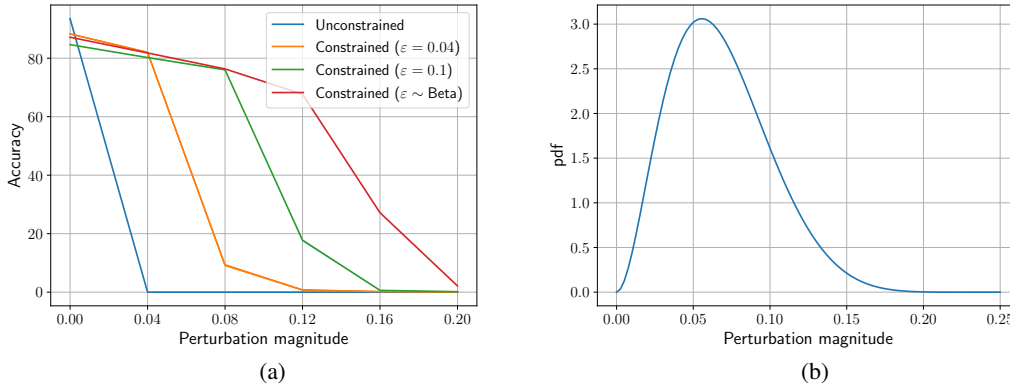 Unconstrained
Constrained (ε = 0.04)
Constrained (ε = 0.1)
Constrained (ε ∼ Beta)
Accuracy
80
60
40
20
0
0.00 0.04 0.08 0.12 0.16 0.20
Perturbation magnitude
(a)
pdf
3.0
2.5
2.0
1.5
1.0
0.5
0.0
0.00 0.05 0.10 0.15 0.20 0.25
Perturbation magnitude
(b)